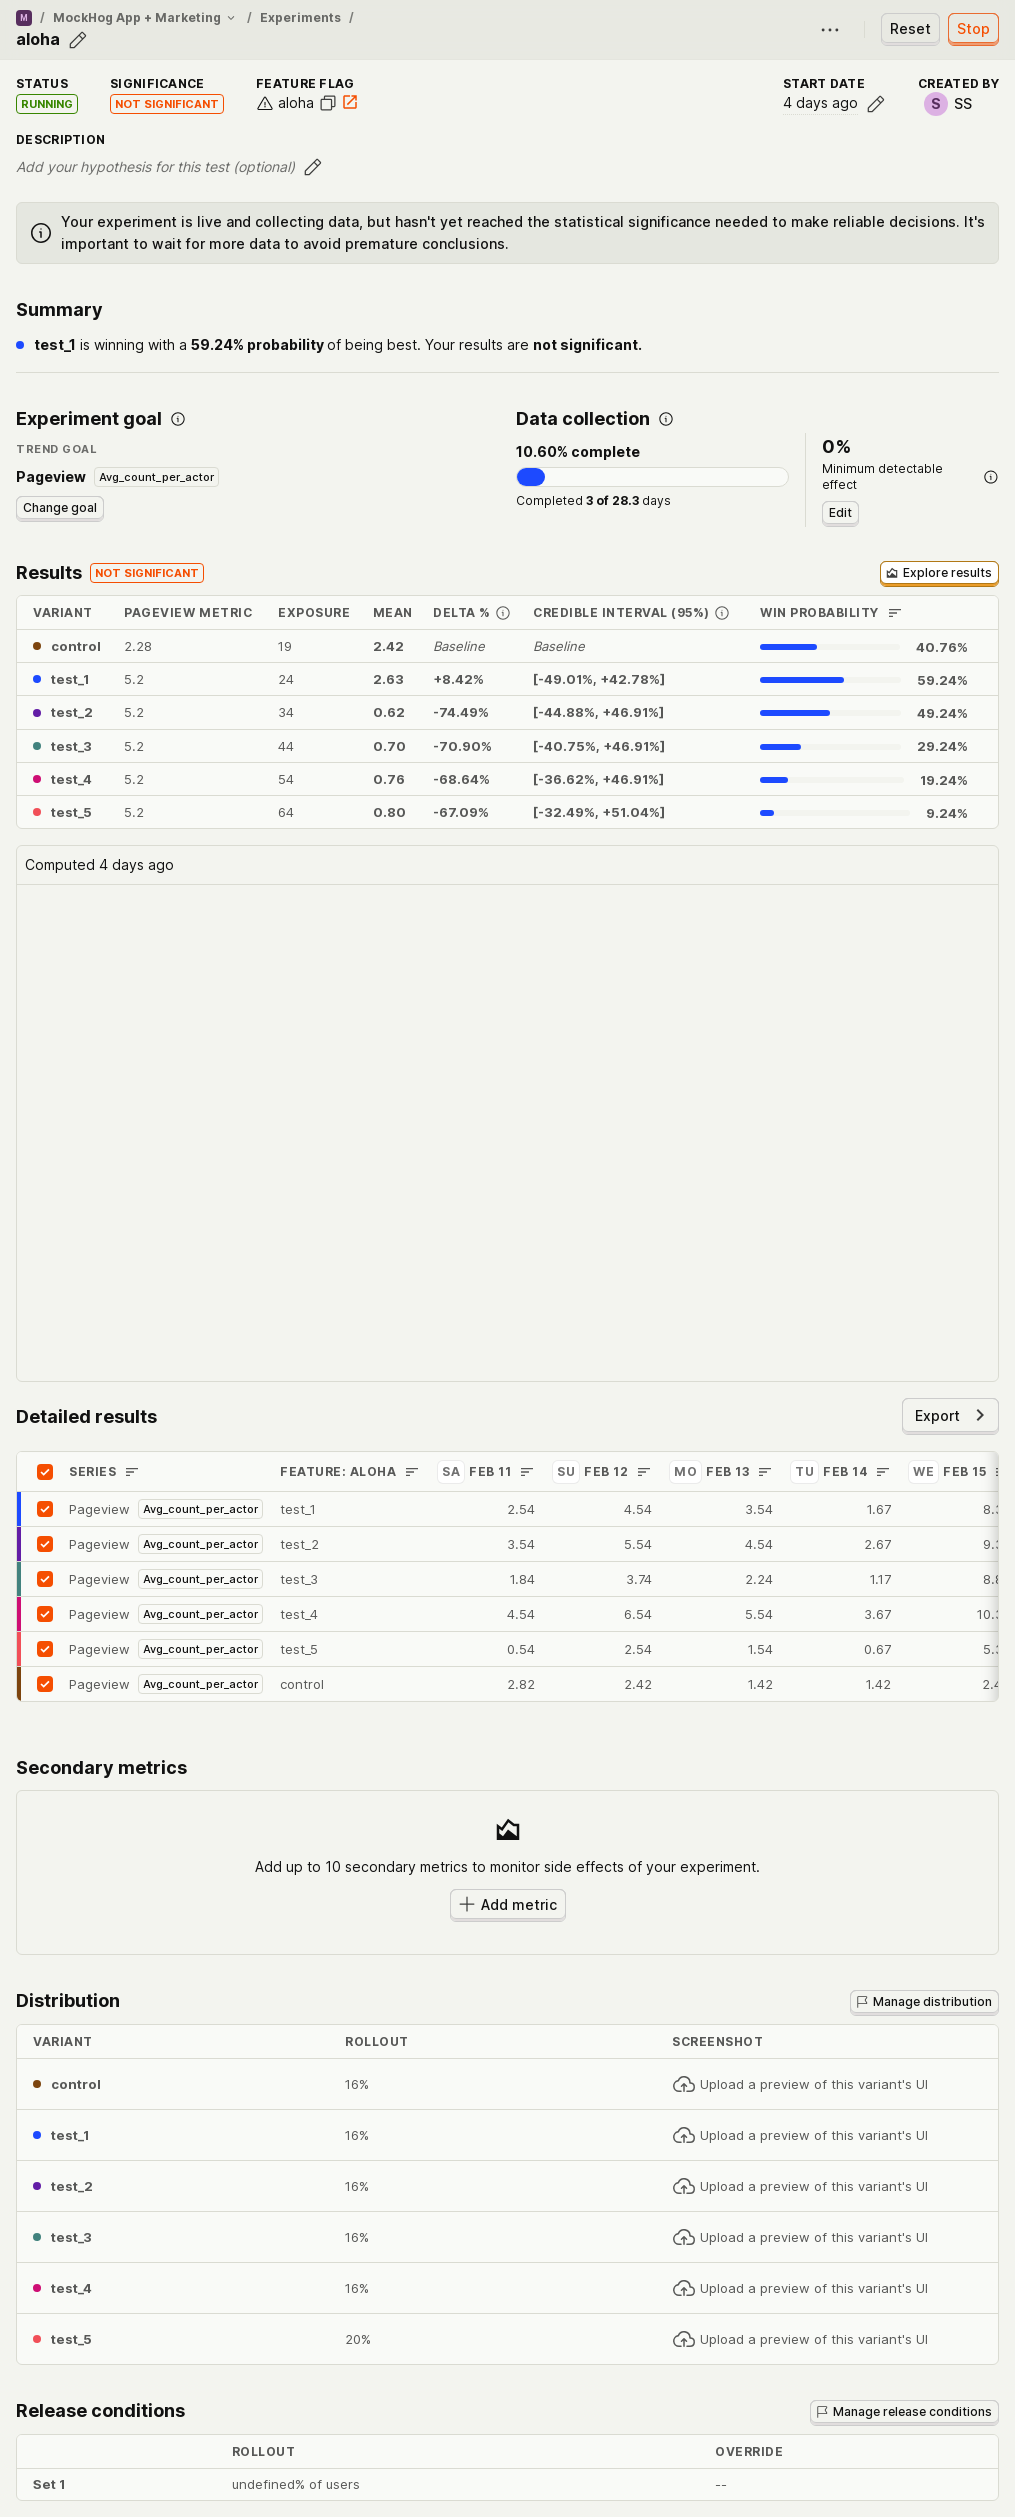 M / MockHog App + Marketing / Experiments /
aloha
Reset Stop
STATUS SIGNIFICANCE FEATURE FLAG START DATE CREATED BY
RUNNING NOT SIGNIFICANT aloha 4 days ago S SS
DESCRIPTION
Add your hypothesis for this test (optional)
Your experiment is live and collecting data, but hasn't yet reached the statistical significance needed to make reliable decisions. It's
important to wait for more data to avoid premature conclusions.
Summary
test_1 is winning with a 59.24% probability of being best. Your results are not significant.
Experiment goal
TREND GOAL
Pageview Avg_count_per_actor
Change goal
Data collection
10.60% complete
Completed 3 of 28.3 days
0%
Minimum detectable
effect
Edit
Results NOT SIGNIFICANT Explore results
VARIANT PAGEVIEW METRIC EXPOSURE MEAN DELTA % CREDIBLE INTERVAL (95%) WIN PROBABILITY
control 2.28 19 2.42 Baseline Baseline 40.76%
test_1 5.2 24 2.63 +8.42% [-49.01%, +42.78%] 59.24%
test_2 5.2 34 0.62 -74.49% [-44.88%, +46.91%] 49.24%
test_3 5.2 44 0.70 -70.90% [-40.75%, +46.91%] 29.24%
test_4 5.2 54 0.76 -68.64% [-36.62%, +46.91%] 19.24%
test_5 5.2 64 0.80 -67.09% [-32.49%, +51.04%] 9.24%
Computed 4 days ago
Detailed results Export
SERIES FEATURE: ALOHA SA FEB 11 SU FEB 12 MO FEB 13 TU FEB 14 WE FEB 15
Pageview Avg_count_per_actor test_1 2.54 4.54 3.54 1.67
Pageview Avg_count_per_actor test_2 3.54 5.54 4.54 2.67
Pageview Avg_count_per_actor test_3 1.84 3.74 2.24 1.17
Pageview Avg_count_per_actor test_4 4.54 6.54 5.54 3.67
Pageview Avg_count_per_actor test_5 0.54 2.54 1.54 0.67
Pageview Avg_count_per_actor control 2.82 2.42 1.42 1.42
Secondary metrics
Add up to 10 secondary metrics to monitor side effects of your experiment.
Add metric
Distribution Manage distribution
VARIANT ROLLOUT SCREENSHOT
control 16% Upload a preview of this variant's UI
test_1 16% Upload a preview of this variant's UI
test_2 16% Upload a preview of this variant's UI
test_3 16% Upload a preview of this variant's UI
test_4 16% Upload a preview of this variant's UI
test_5 20% Upload a preview of this variant's UI
Release conditions Manage release conditions
ROLLOUT OVERRIDE
Set 1 undefined% of users --